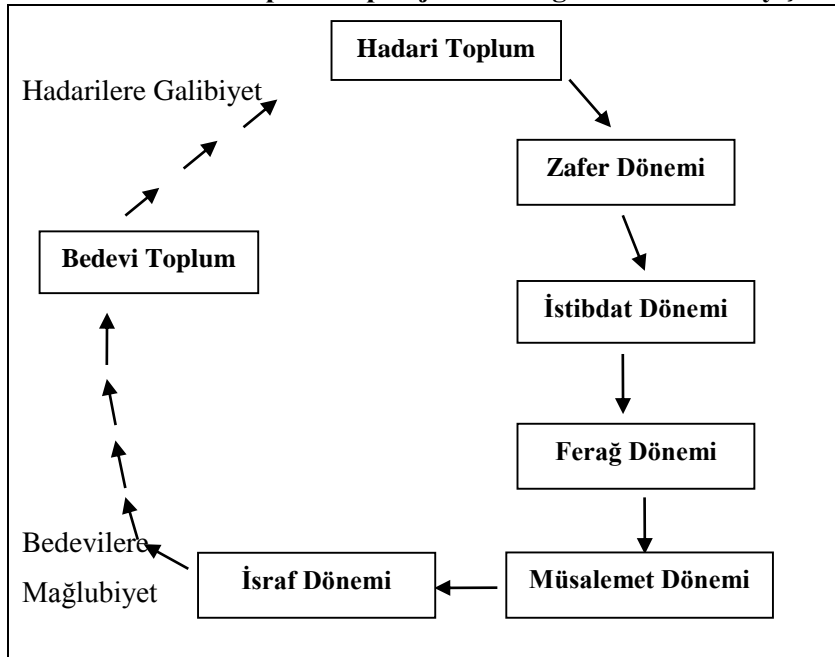 Hadari Toplum
Hadarilere Galibiyet
Zafer Dönemi
Bedevi Toplum
İstibdat Dönemi
Ferağ Dönemi
Bedevilere
Mağlubiyet
İsraf Dönemi
Müsalemet Dönemi